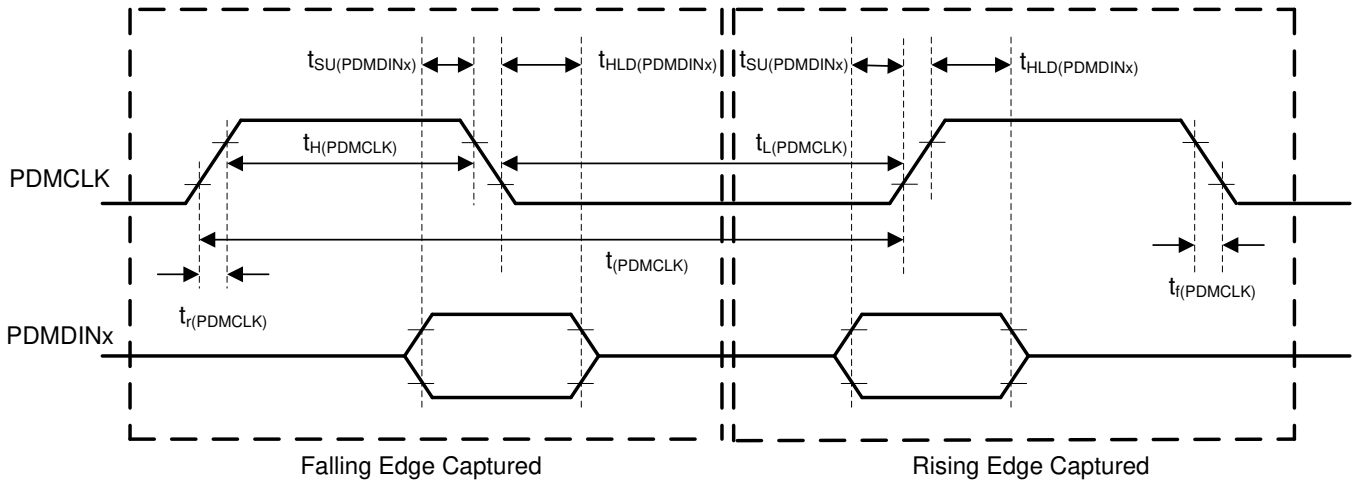 tSU(PDMDINx) tHLD(PDMDINx) tSU(PDMDINx) tHLD(PDMDINx)
tH(PDMCLK) tL(PDMCLK)
PDMCLK
t(PDMCLK)
tr(PDMCLK) tf(PDMCLK)
PDMDINx
Falling Edge Captured Rising Edge Captured